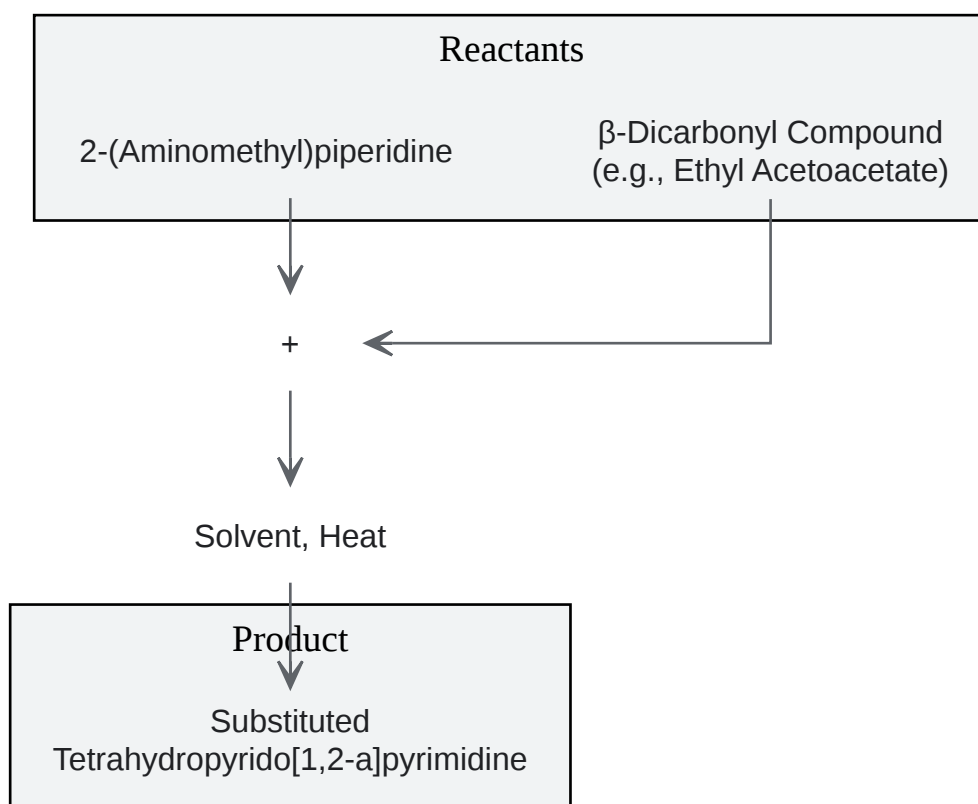 Reactants
2-(Aminomethyl)piperidine
β-Dicarbonyl Compound
(e.g., Ethyl Acetoacetate)
+
Solvent, Heat
Product
Substituted
Tetrahydropyrido[1,2-a]pyrimidine